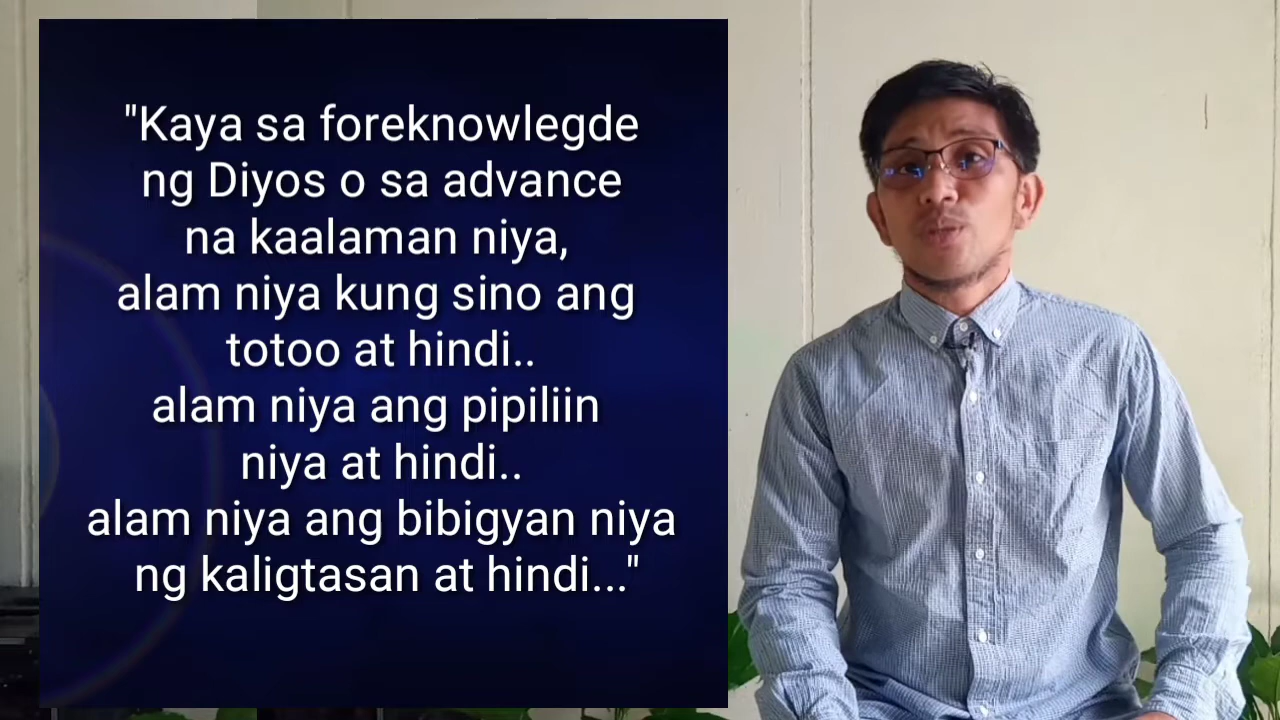 "Kaya sa foreknowlegde
ng Diyos o sa advance
na kaalaman niya,
alam niya kung sino ang
totoo at hindi..
alam niya ang pipiliin
niya at hindi..
alam niya ang bibigyan niya
ng kaligtasan at hindi..."